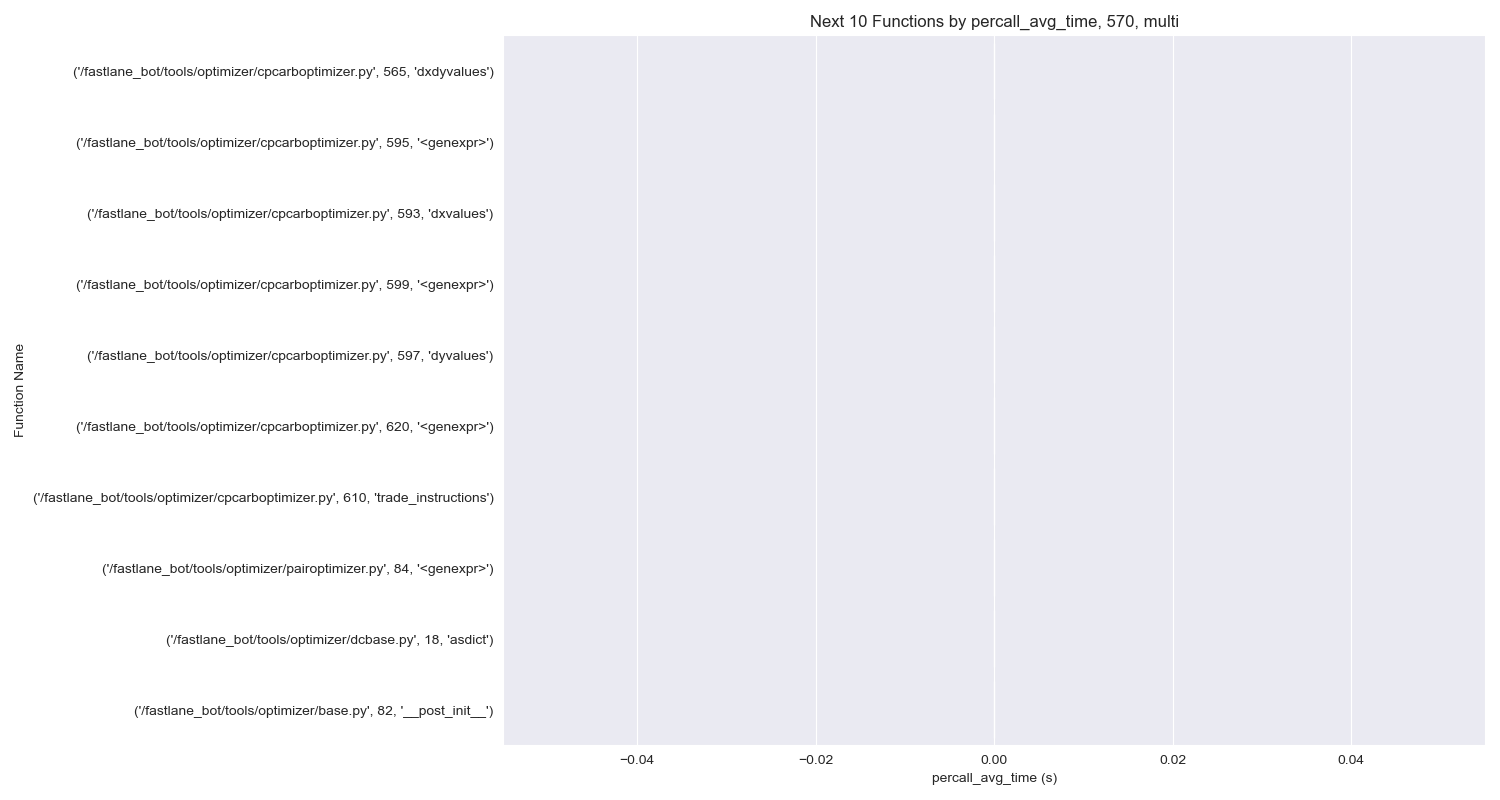 Next 10 Functions by percall_avg_time, 570, multi
('/fastlane_bot/tools/optimizer/cpcarboptimizer.py', 565, 'dxdyvalues')
('/fastlane_bot/tools/optimizer/cpcarboptimizer.py', 595, '<genexpr>')
('/fastlane_bot/tools/optimizer/cpcarboptimizer.py', 593, 'dxvalues')
('/fastlane_bot/tools/optimizer/cpcarboptimizer.py', 599, '<genexpr>')
('/fastlane_bot/tools/optimizer/cpcarboptimizer.py', 597, 'dyvalues')
('/fastlane_bot/tools/optimizer/cpcarboptimizer.py', 620, '<genexpr>')
('/fastlane_bot/tools/optimizer/cpcarboptimizer.py', 610, 'trade_instructions')
('/fastlane_bot/tools/optimizer/pairoptimizer.py', 84, '<genexpr>')
('/fastlane_bot/tools/optimizer/dcbase.py', 18, 'asdict')
('/fastlane_bot/tools/optimizer/base.py', 82, '__post_init__')
Function Name
−0.04 −0.02 0.00 0.02 0.04
percall_avg_time (s)